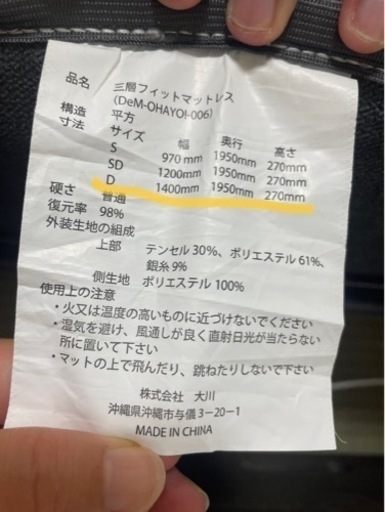 品名 三層フィットマットレス
(DeM-OHAYO!-006)
構造 平方
寸法 サイズ 幅 奥行 高さ
S 970 mm 1950mm 270mm
SD 1200mm 1950mm 270mm
D 1400mm 1950mm 270mm
硬さ 普通
復元率 98%
外装生地の組成
上部 テンセル 30%、ポリエステル 61%、
銀糸 9%
側生地 ポリエステル 100%
使用上の注意
・火又は温度の高いものに近づけないでください
・湿気を避け、風通しが良く直射日光が当たらない
所に置いて下さい
・マットの上で飛んだり、跳ねたりしないで下さい
株式会社 大川
沖縄県沖縄市与儀3-20-1
MADE IN CHINA